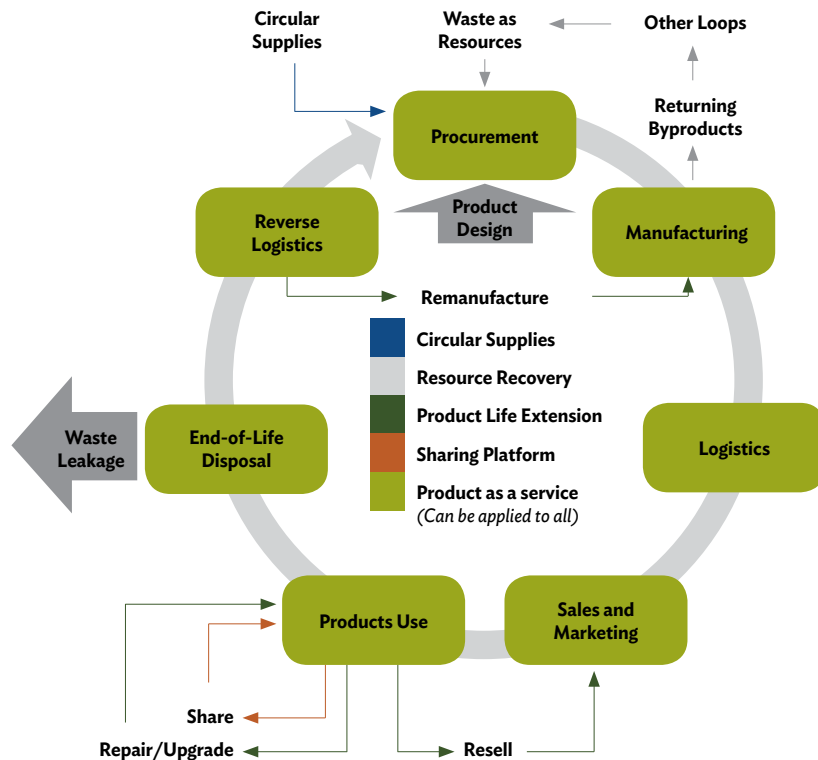 Circular
Supplies
Waste as
Resources
Other Loops
Returning
Byproducts
Procurement
Reverse
Logistics
Product
Design
Manufacturing
Remanufacture
Circular Supplies
Resource Recovery
Product Life Extension
Sharing Platform
Product as a service
(Can be applied to all)
Waste
Leakage
End-of-Life
Disposal
Logistics
Products Use
Sales and
Marketing
Share
Repair/Upgrade
Resell